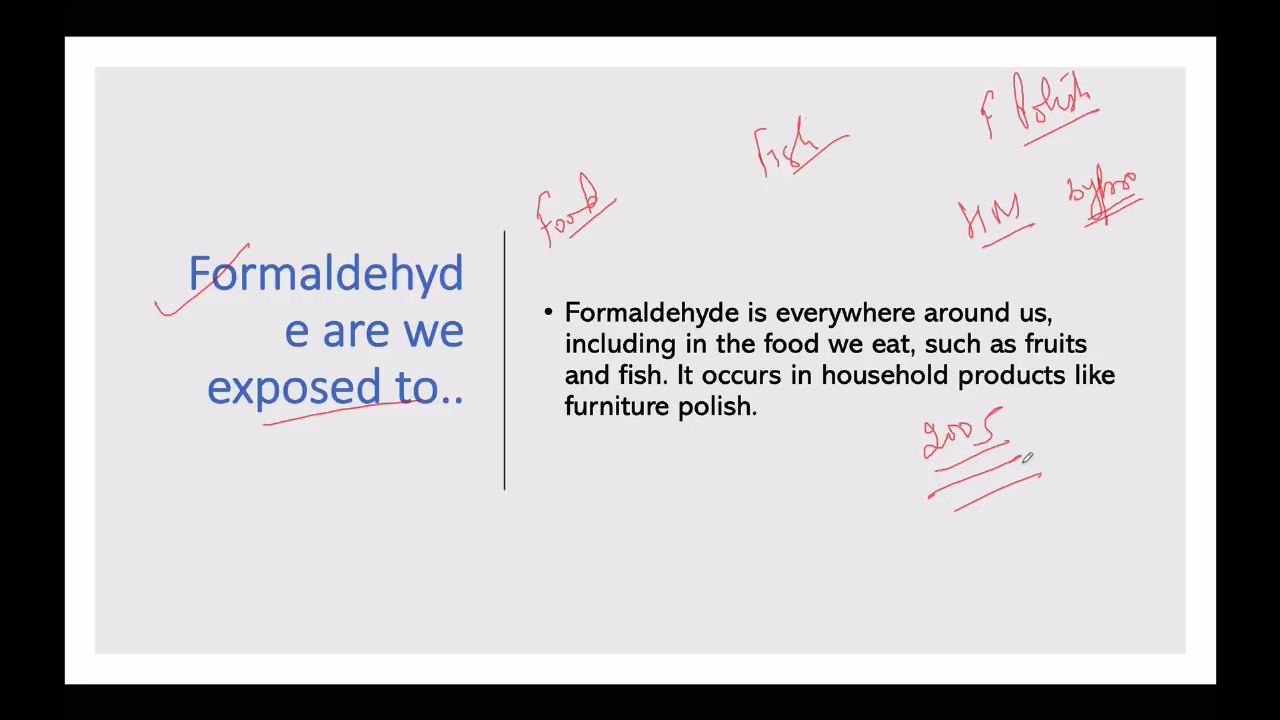 F Polish
Fish
Food
HM
Formaldehyd
e are we
exposed to..
• Formaldehyde is everywhere around us,
including in the food we eat, such as fruits
and fish. It occurs in household products like
furniture polish.
2005